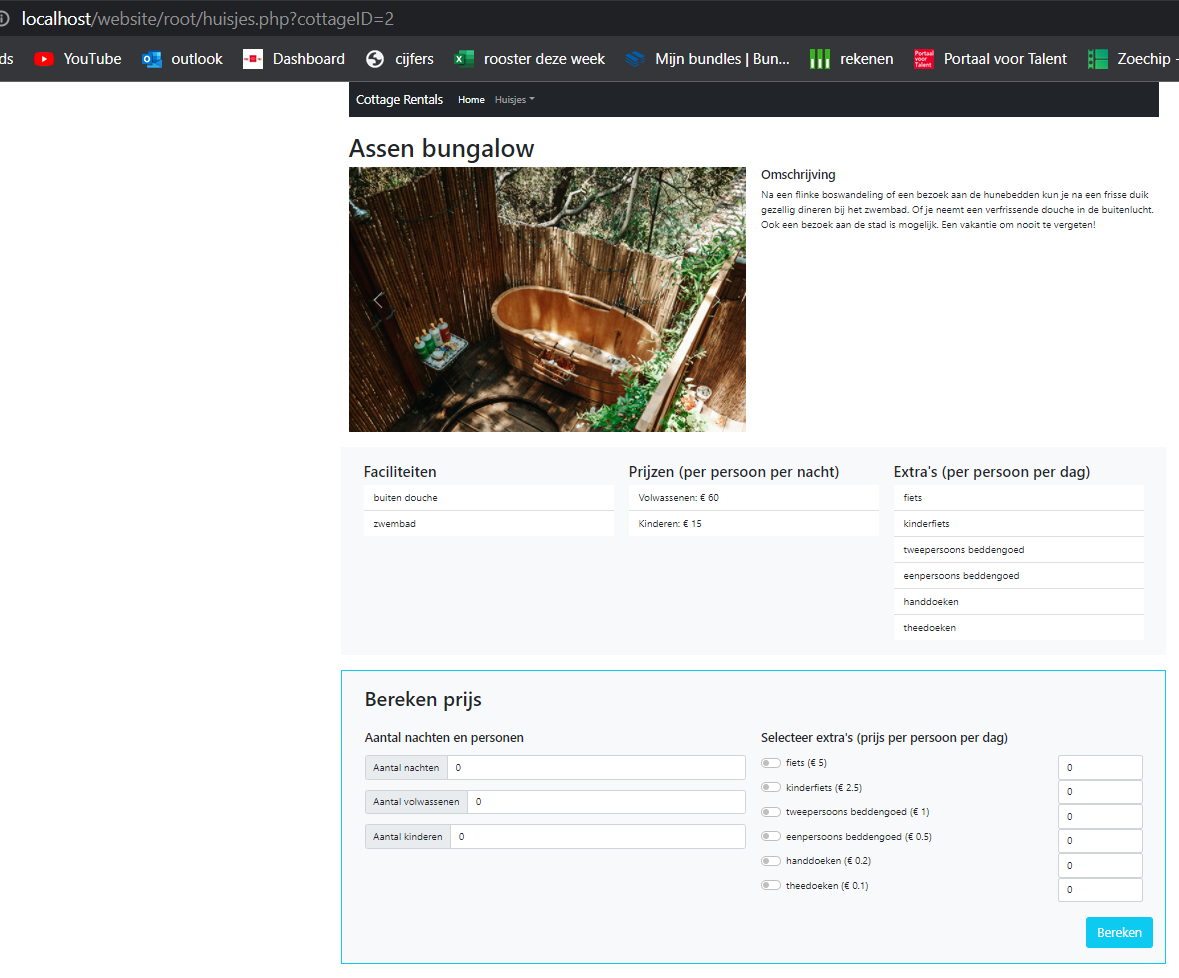 localhost/website/root/huisjes.php?cottageID=2
ds YouTube outlook Dashboard cijfers rooster deze week Mijn bundles | Bun... rekenen Portaal voor Talent Portaal voor Talent Zoechip -
Cottage Rentals Home Huisjes
Assen bungalow
Omschrijving
Na een flinke boswandeling of een bezoek aan de hunebedden kun je na een frisse duik
gezellig dineren bij het zwembad. Of je neemt een verfrissende douche in de buitenlucht.
Ook een bezoek aan de stad is mogelijk. Een vakantie om nooit te vergeten!
Faciliteiten
buiten douche
zwembad
Prijzen (per persoon per nacht)
Volwassenen: € 60
Kinderen: € 15
Extra's (per persoon per dag)
fiets
kinderfiets
tweepersoons beddengoed
eenpersoons beddengoed
handdoeken
theedoeken
Bereken prijs
Aantal nachten en personen
Aantal nachten 0
Aantal volwassenen 0
Aantal kinderen 0
Selecteer extra's (prijs per persoon per dag)
fiets (€ 5) 0
kinderfiets (€ 2.5) 0
tweepersoons beddengoed (€ 1) 0
eenpersoons beddengoed (€ 0.5) 0
handdoeken (€ 0.2) 0
theedoeken (€ 0.1) 0
Bereken